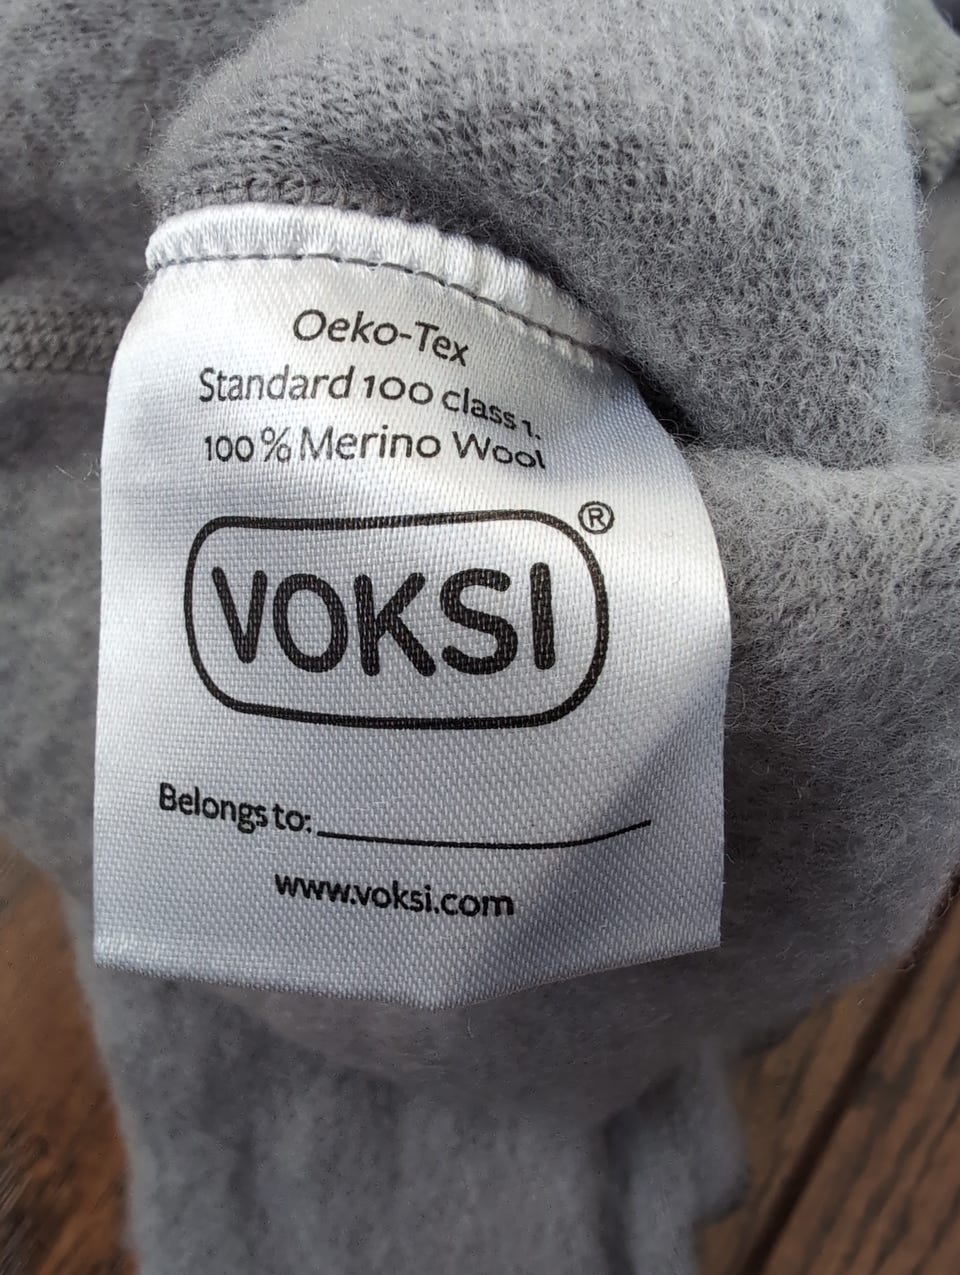 Oeko-Tex
Standard 100 class 1.
100% Merino Wool
VOKSI®
Belongs to:
www.voksi.com